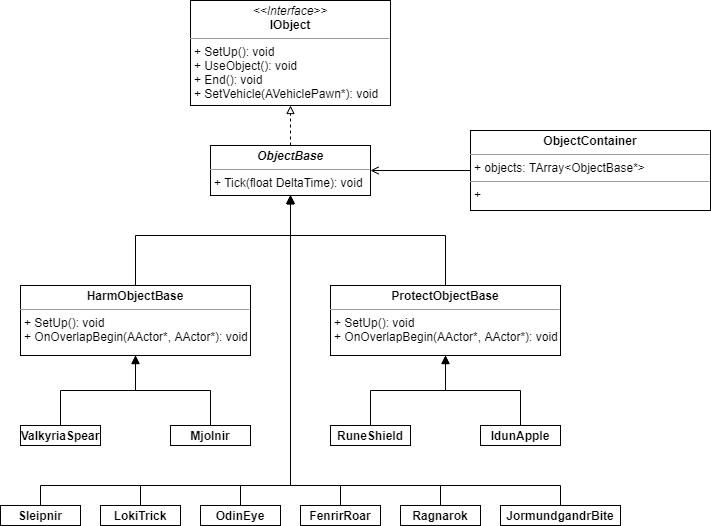 <<Interface>>
IObject
+ SetUp(): void
+ UseObject(): void
+ End(): void
+ SetVehicle(AVehiclePawn*): void
ObjectBase
+ Tick(float DeltaTime): void
ObjectContainer
+ objects: TArray<ObjectBase*>
+
HarmObjectBase
+ SetUp(): void
+ OnOverlapBegin(AActor*, AActor*): void
ProtectObjectBase
+ SetUp(): void
+ OnOverlapBegin(AActor*, AActor*): void
ValkyriaSpear
Mjolnir
RuneShield
IdunApple
Sleipnir
LokiTrick
OdinEye
FenrirRoar
Ragnarok
JormundgandrBite